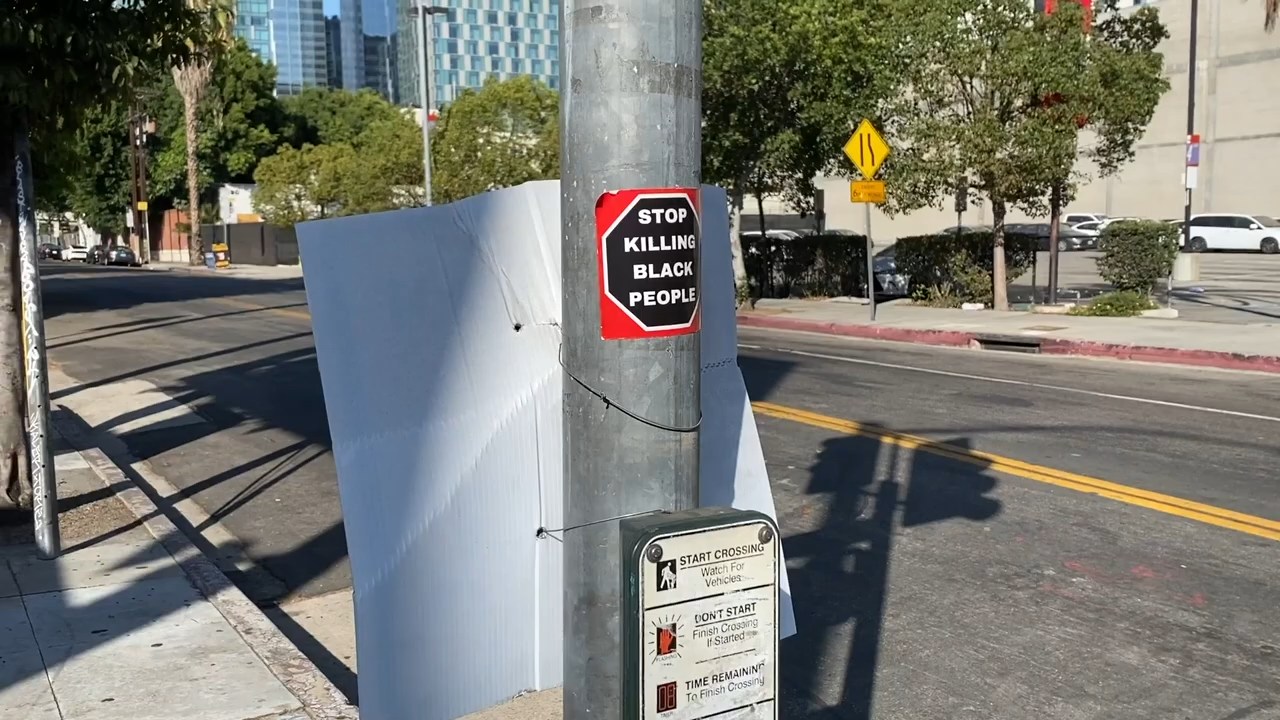 STOP
KILLING
BLACK
PEOPLE
START CROSSING
Watch For
Vehicles
DON'T START
Finish Crossing
If Started
FLASHING
TIME REMAINING
To Finish Crossing